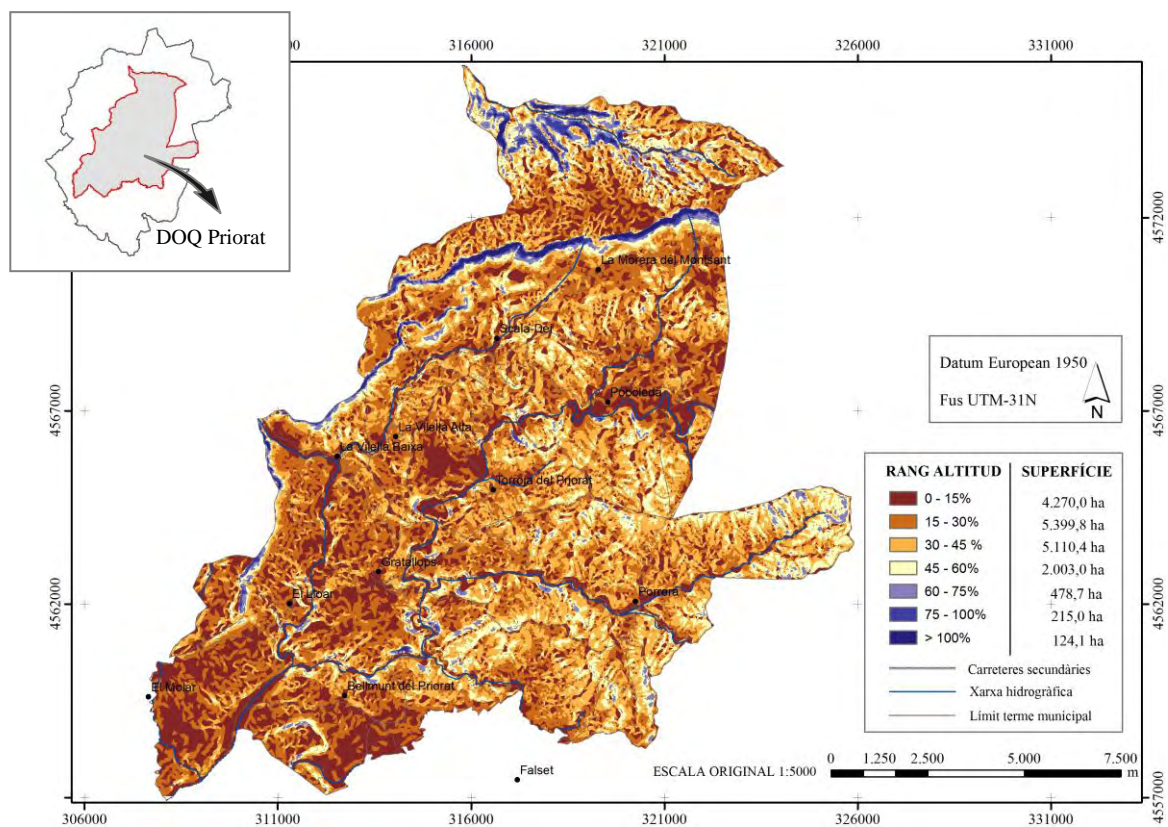 DOQ Priorat
1000
316000
321000
326000
331000
4572000
4572000
La Morera del Montsant
Scala-Dei
Datum European 1950
Fus UTM-31N
N
4567000
4567000
Poboleda
La Vilella Alta
La Vilella Baixa
Torroja del Priorat
RANG ALTITUD
SUPERFÍCIE
0 - 15%
4.270,0 ha
15 - 30%
5.399,8 ha
30 - 45 %
5.110,4 ha
45 - 60%
2.003,0 ha
60 - 75%
478,7 ha
75 - 100%
215,0 ha
> 100%
124,1 ha
Carreteres secundàries
Xarxa hidrogràfica
Límit terme municipal
Gratallops
4562000
4562000
El Lloar
Porrera
El Molar
Bellmunt del Priorat
Falset
ESCALA ORIGINAL 1:5000
0 1.250 2.500 5.000 7.500
m
4557000
306000
311000
316000
321000
326000
331000